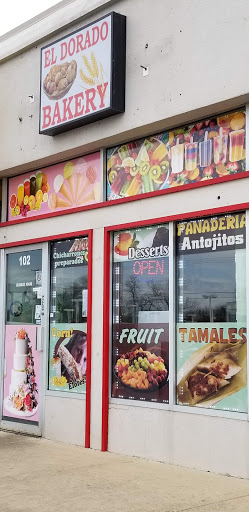 EL DORADO
BAKERY
102
Chicharrones
preparados
Desserts
OPEN
PANADERIA
Antojitos
FRUIT
TAMALES